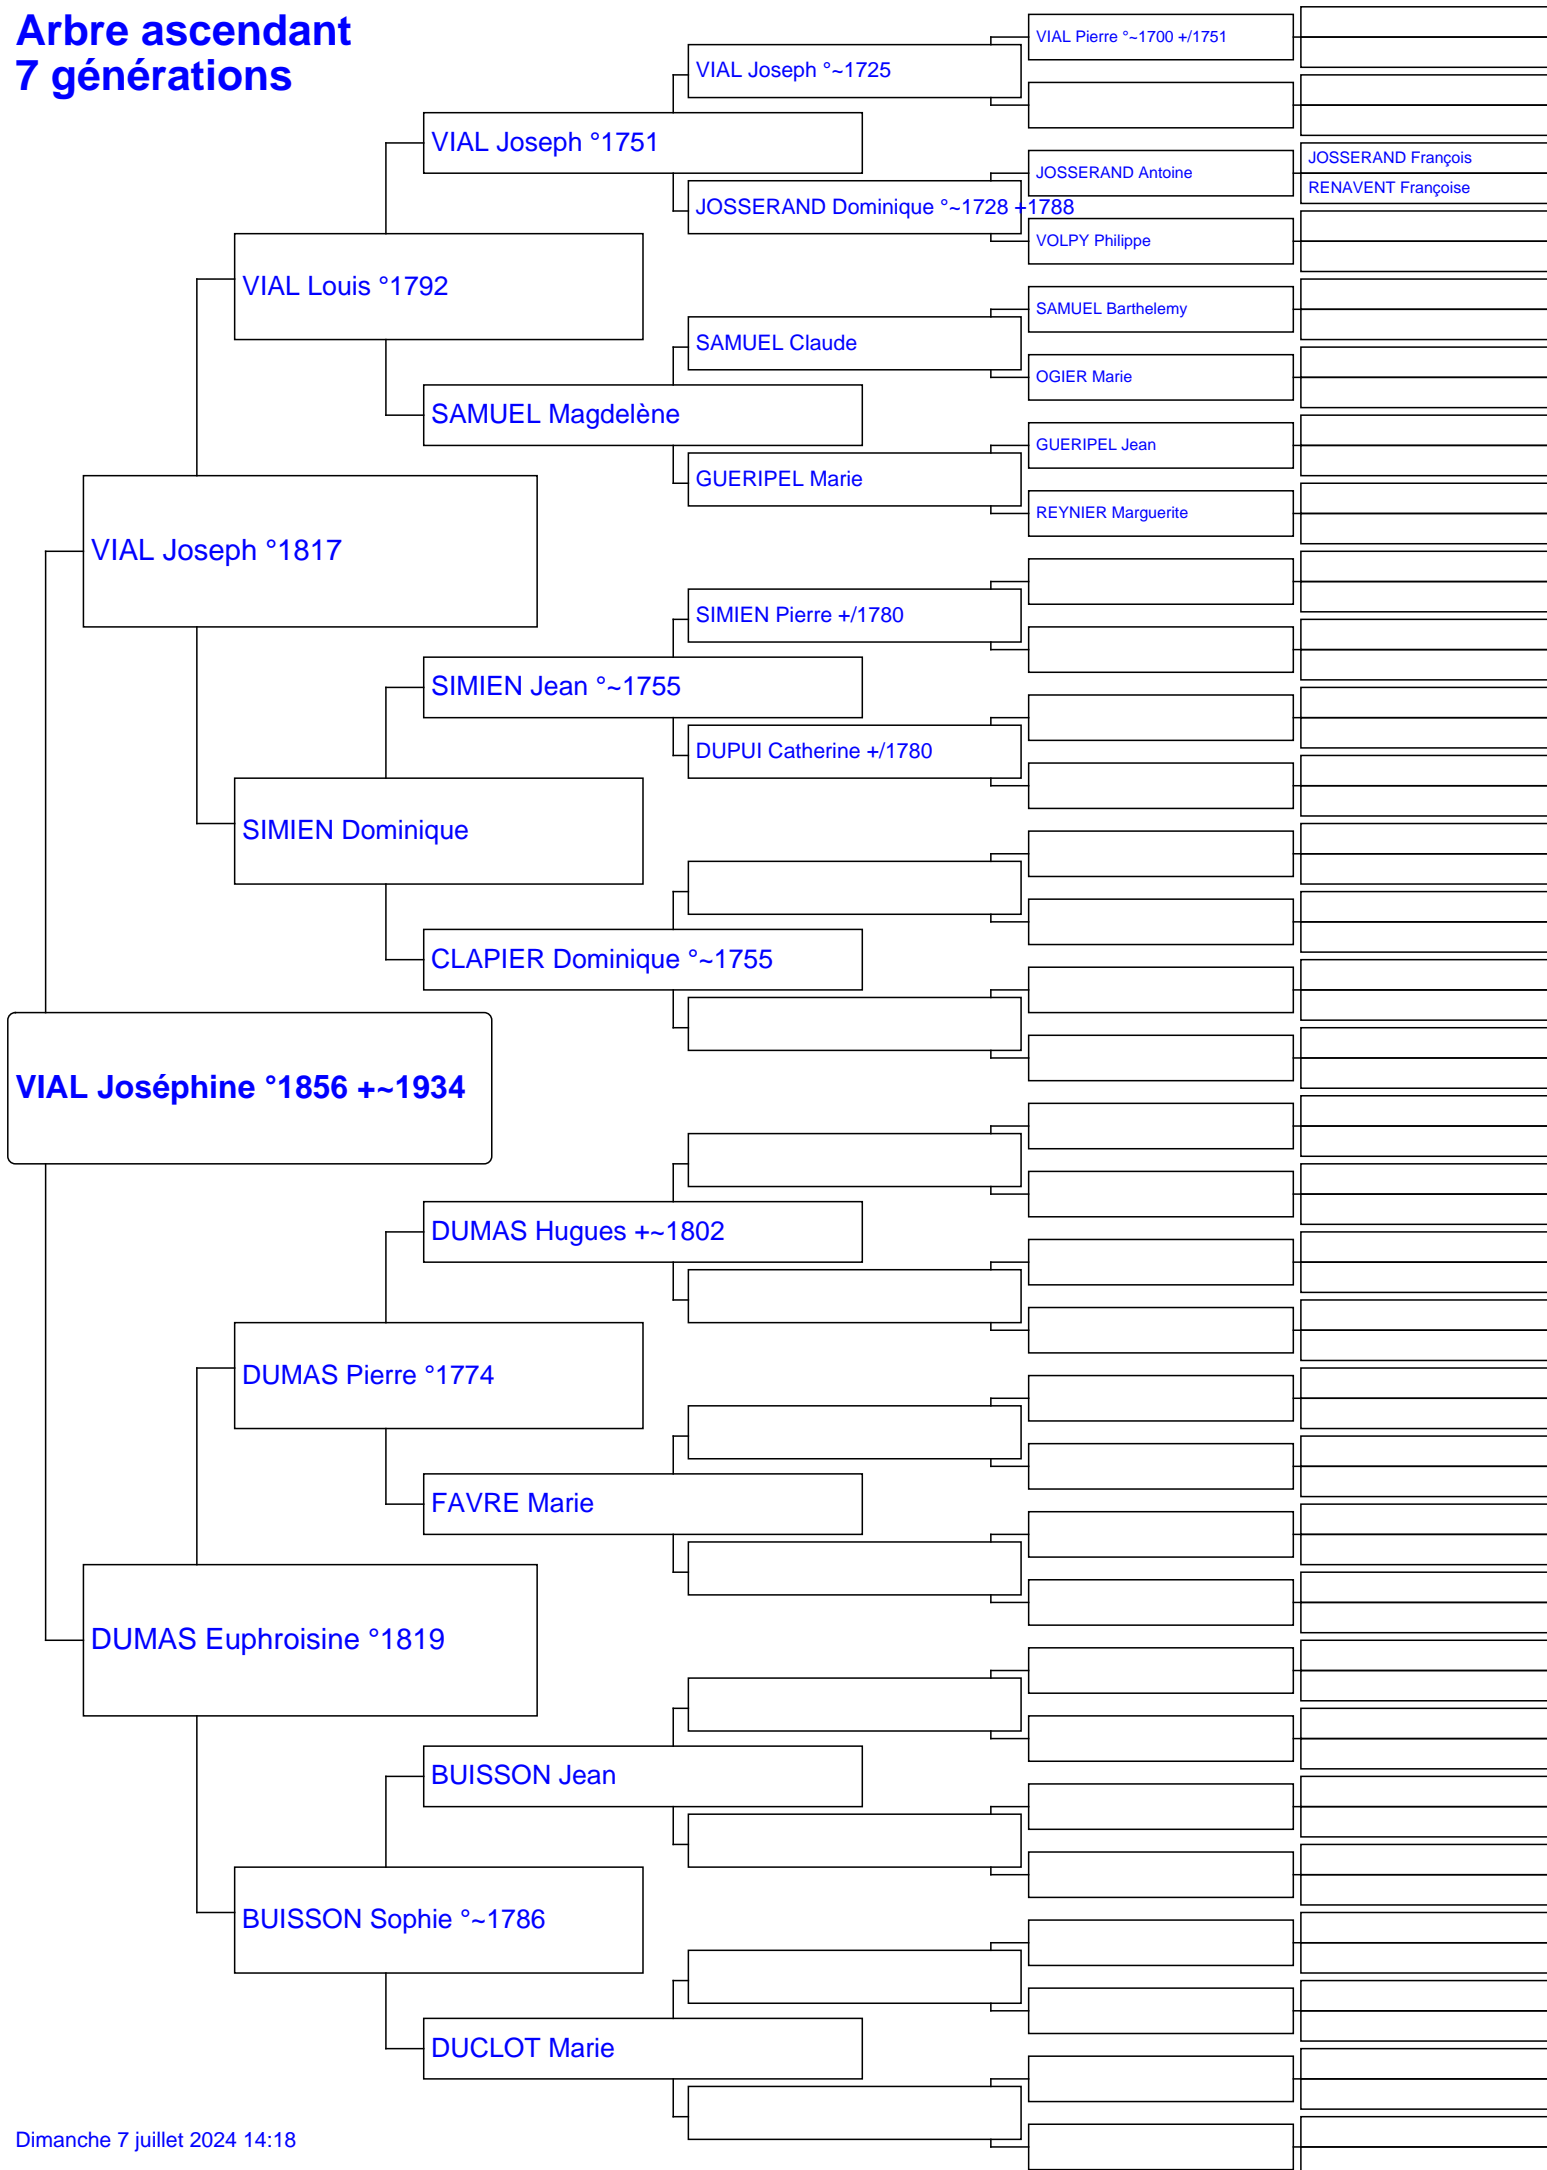 Arbre ascendant
7 générations
VIAL Pierre °~1700 +/1751
VIAL Joseph °~1725
VIAL Joseph °1751
JOSSERAND François
JOSSERAND Antoine
RENAVENT Françoise
JOSSERAND Dominique °~1728 +1788
VOLPY Philippe
VIAL Louis °1792
SAMUEL Barthelemy
SAMUEL Claude
OGIER Marie
SAMUEL Magdelène
GUERIPEL Jean
GUERIPEL Marie
REYNIER Marguerite
VIAL Joseph °1817
SIMIEN Pierre +/1780
SIMIEN Jean °~1755
DUPUI Catherine +/1780
SIMIEN Dominique
CLAPIER Dominique °~1755
VIAL Joséphine °1856 +~1934
DUMAS Hugues +~1802
DUMAS Pierre °1774
FAVRE Marie
DUMAS Euphroisine °1819
BUISSON Jean
BUISSON Sophie °~1786
DUCLOT Marie
Dimanche 7 juillet 2024 14:18